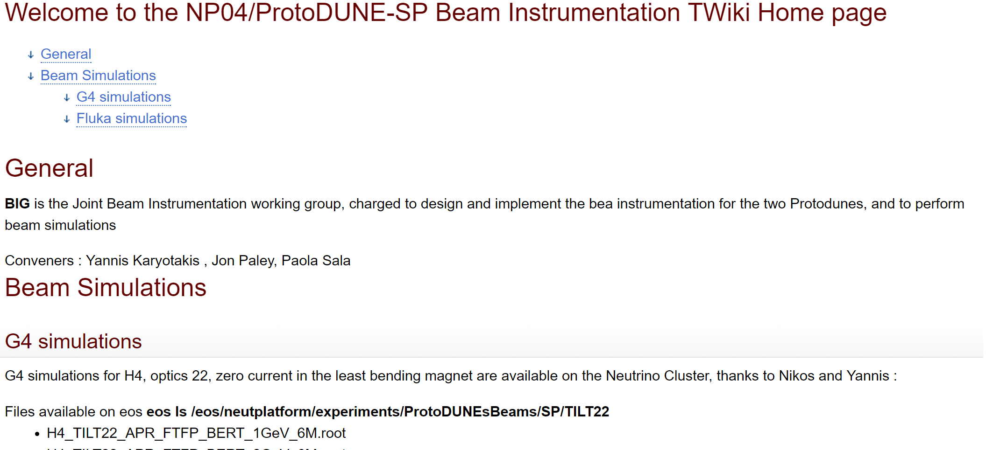 Welcome to the NP04/ProtoDUNE-SP Beam Instrumentation TWiki Home page
General
Beam Simulations
G4 simulations
Fluka simulations
General
BIG is the Joint Beam Instrumentation working group, charged to design and implement the bea instrumentation for the two Protodunes, and to perform
beam simulations
Conveners : Yannis Karyotakis , Jon Paley, Paola Sala
Beam Simulations
G4 simulations
G4 simulations for H4, optics 22, zero current in the least bending magnet are available on the Neutrino Cluster, thanks to Nikos and Yannis :
Files available on eos eos ls /eos/neutplatform/experiments/ProtoDUNEsBeams/SP/TILT22
H4_TILT22_APR_FTFP_BERT_1GeV_6M.root